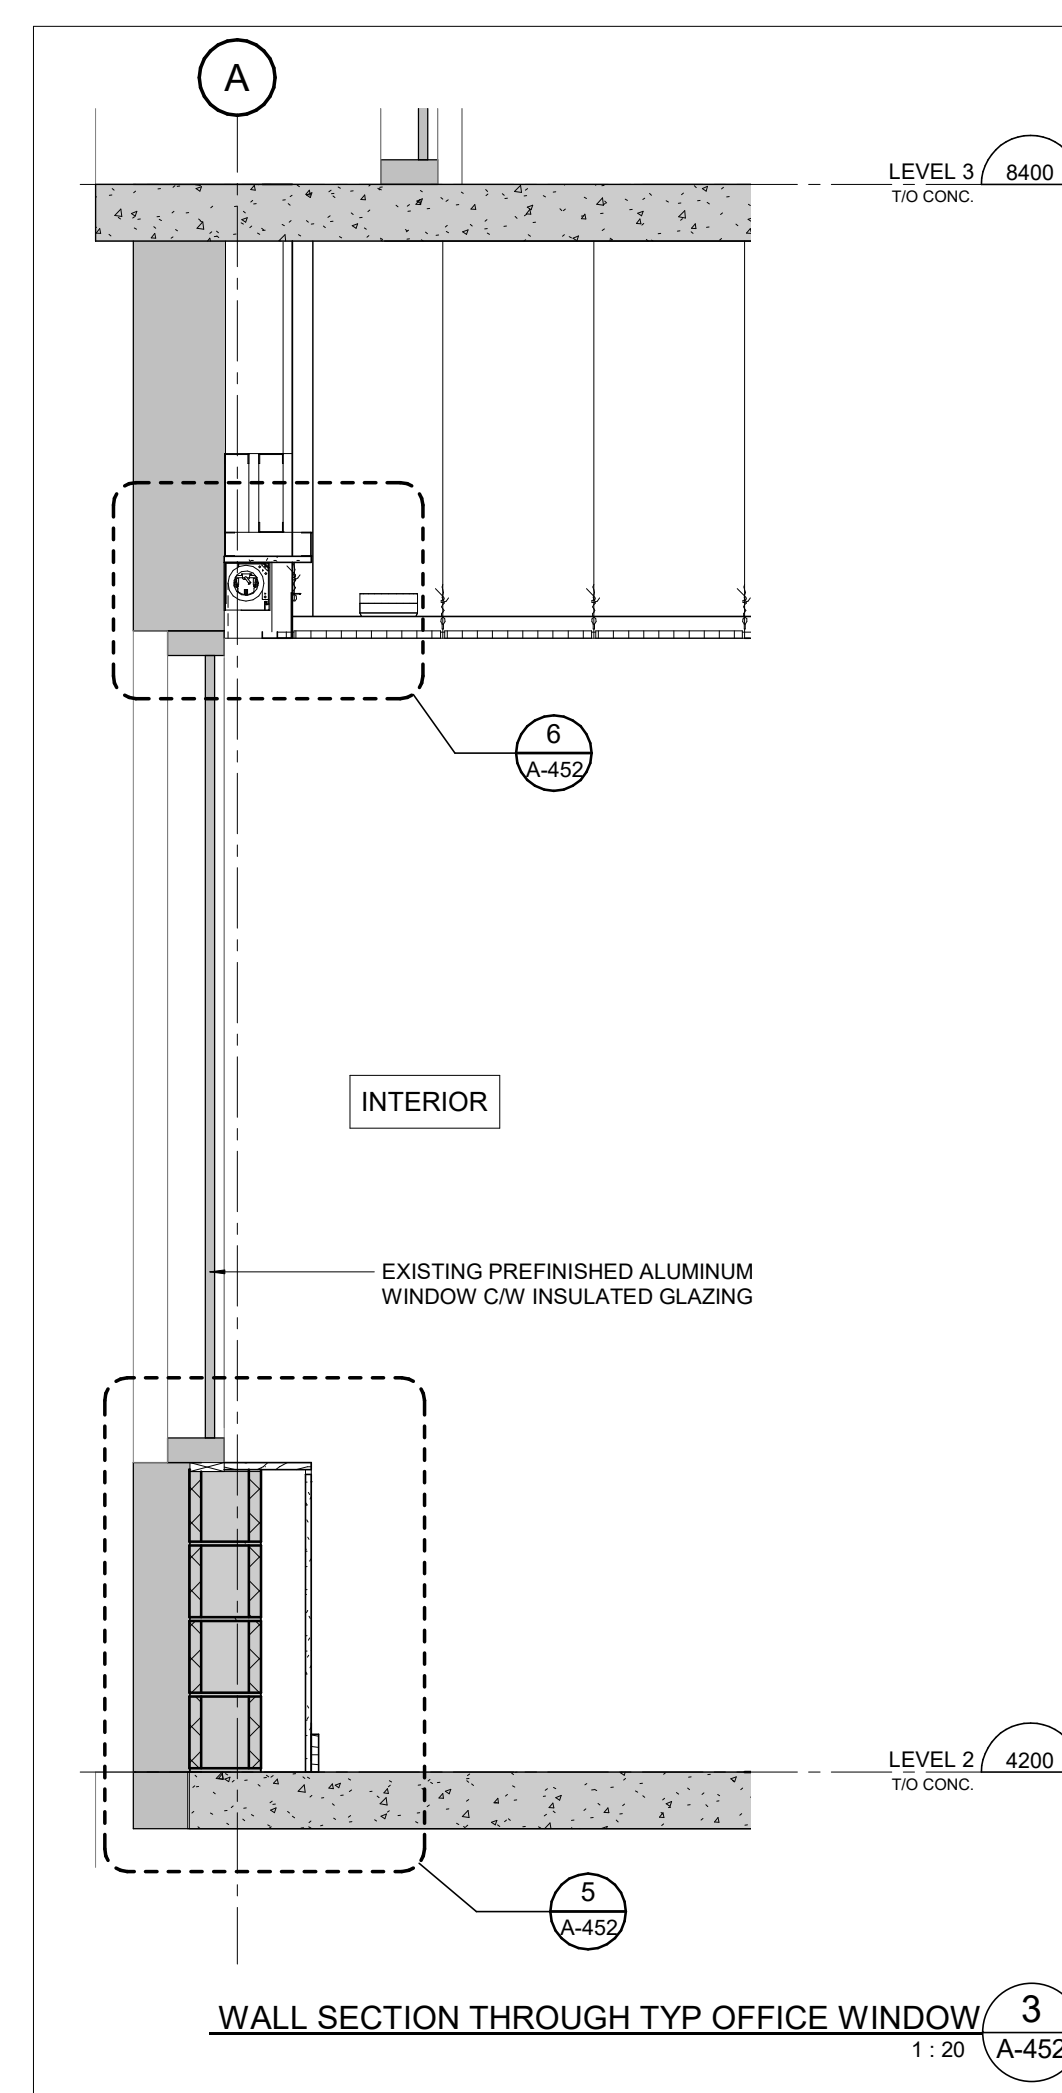 A
LEVEL 3
8400
T/O CONC.
6
A-452
INTERIOR
EXISTING PREFINISHED ALUMINUM
WINDOW C/W INSULATED GLAZING
LEVEL 2
4200
T/O CONC.
5
A-452
WALL SECTION THROUGH TYP OFFICE WINDOW
3
1 : 20
A-452